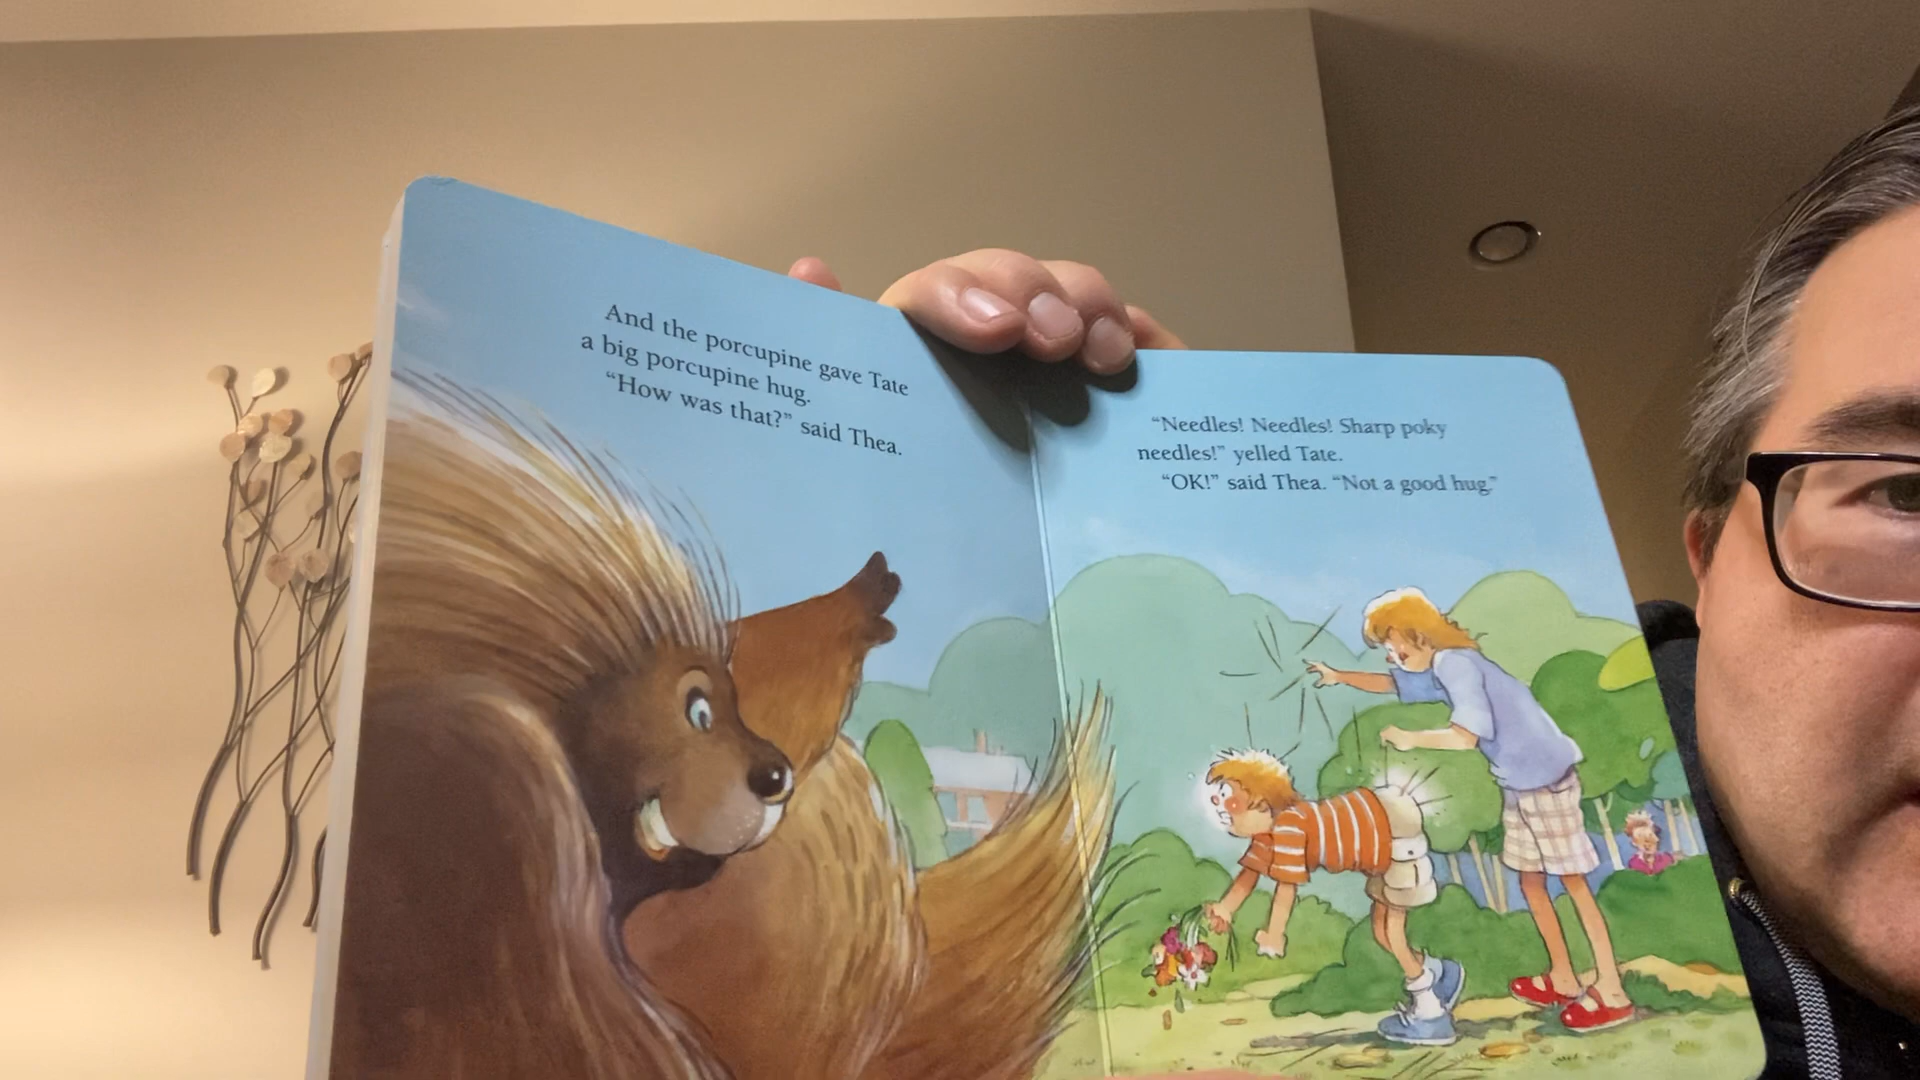 And the porcupine gave Tate
a big porcupine hug.
“How was that?” said Thea.
“Needles! Needles! Sharp poky
needles!” yelled Tate.
“OK!” said Thea. “Not a good hug.”